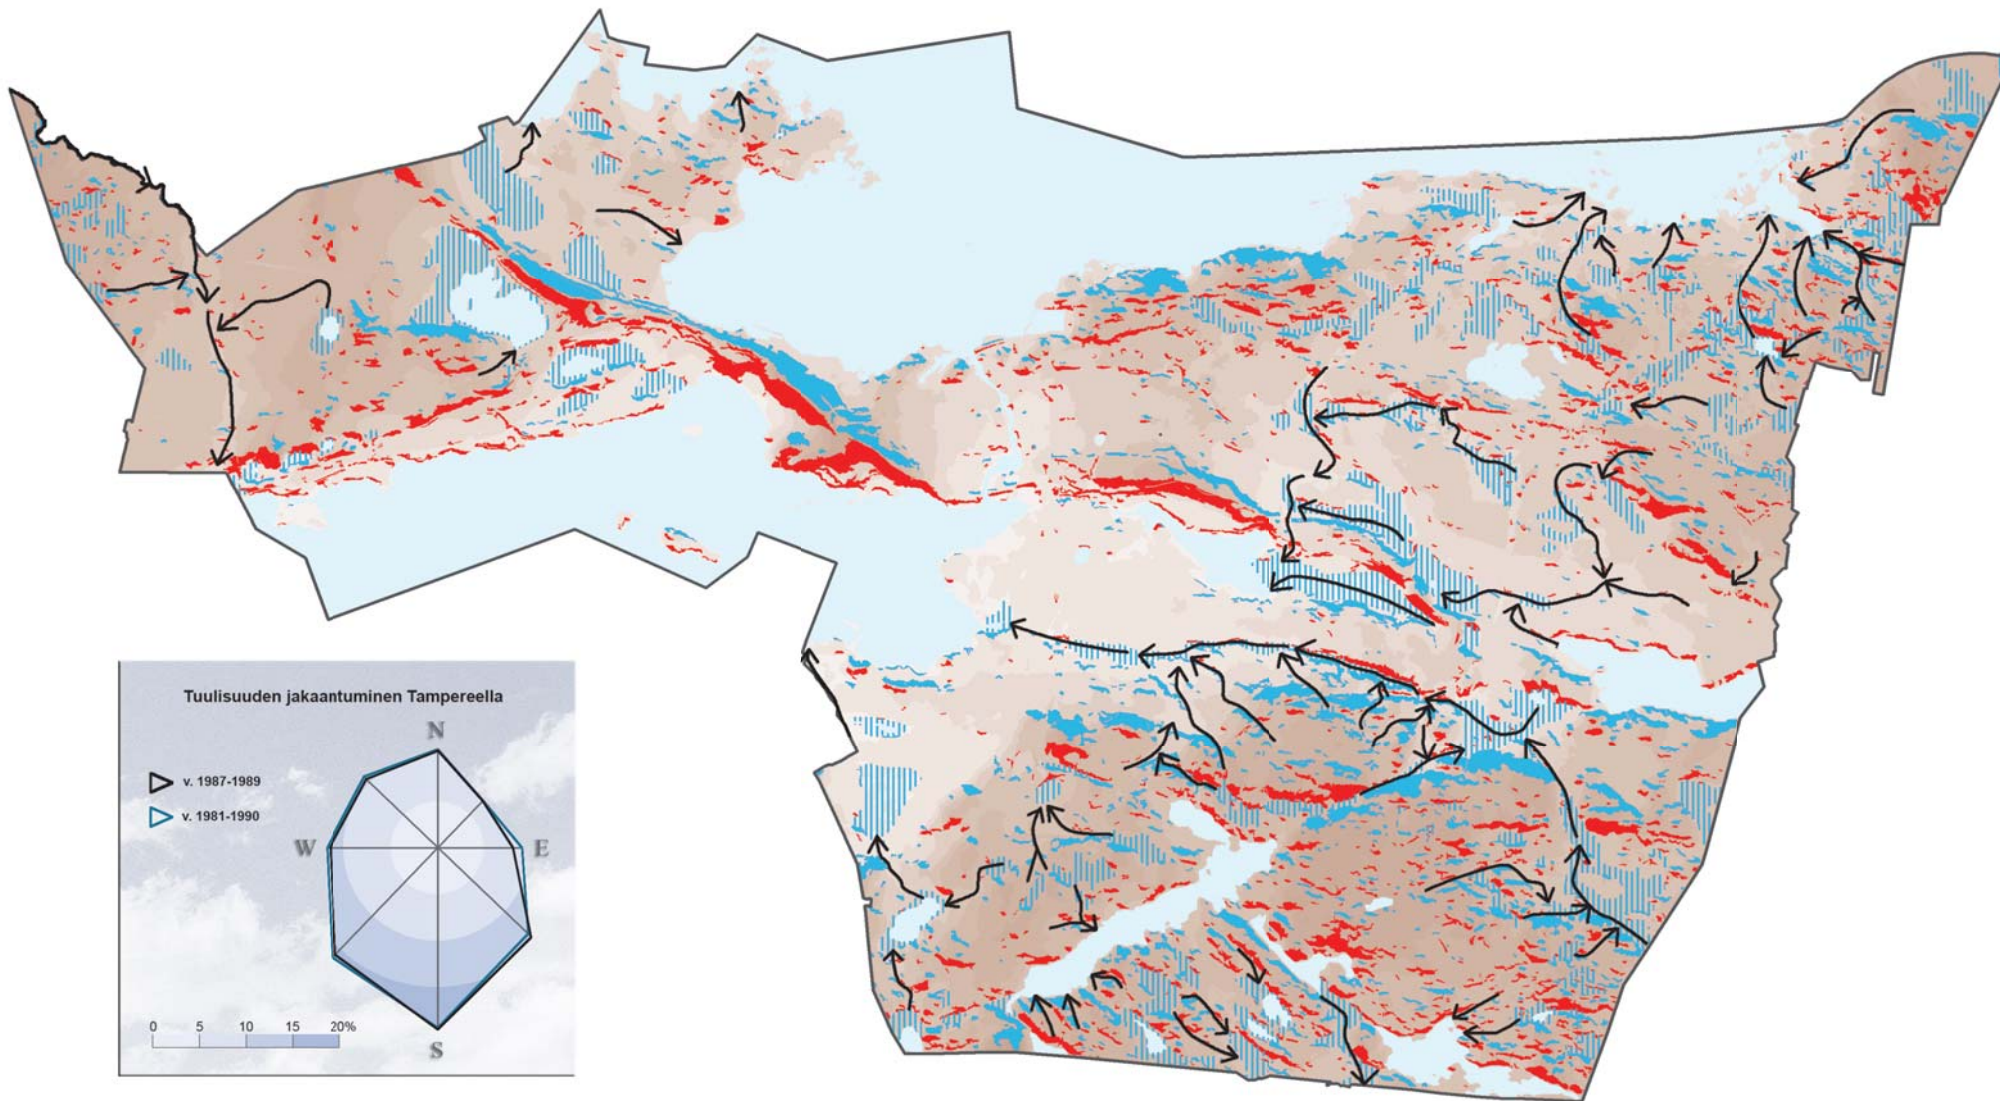 Tuulisuuden jakaantuminen Tampereella
N
v. 1987-1989
v. 1981-1990
W
E
0 5 10 15 20%
S